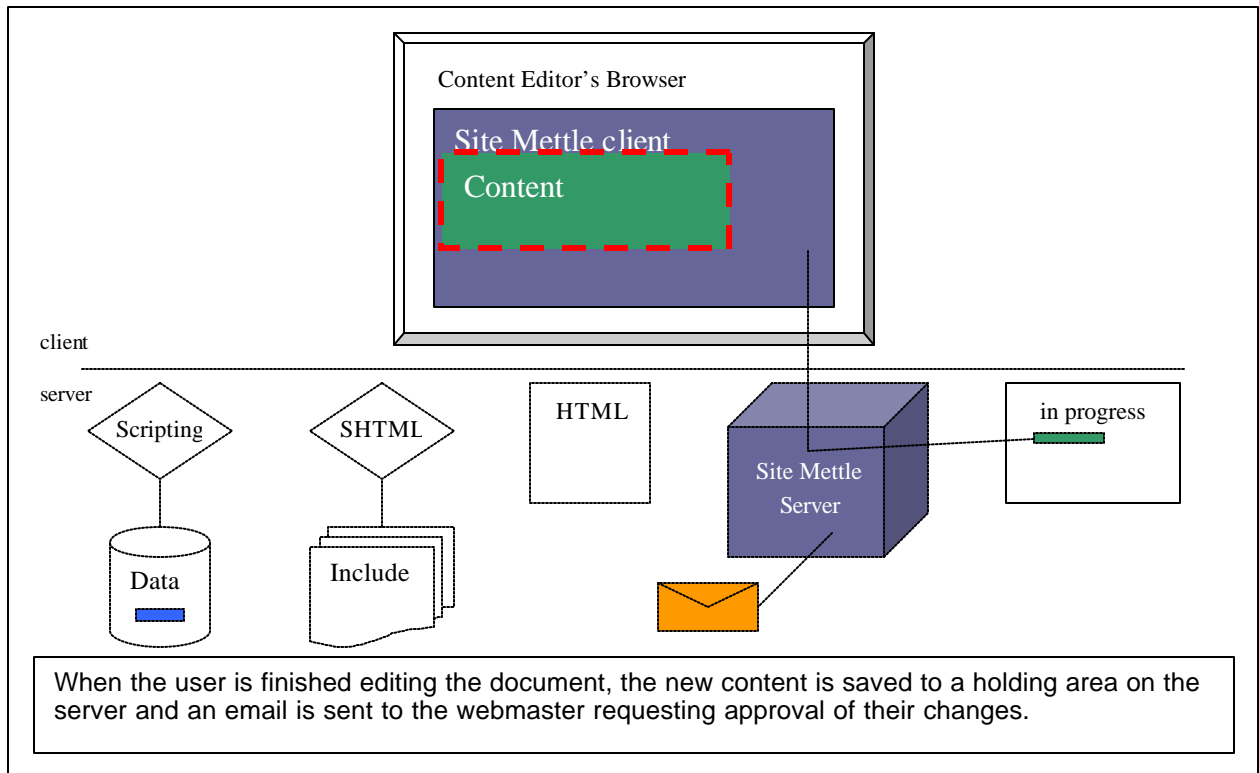 Content Editor’s Browser
Site Mettle client
Content
client
server
Scripting
SHTML
HTML
Site Mettle
Server
in progress
Data
Include
When the user is finished editing the document, the new content is saved to a holding area on the
server and an email is sent to the webmaster requesting approval of their changes.